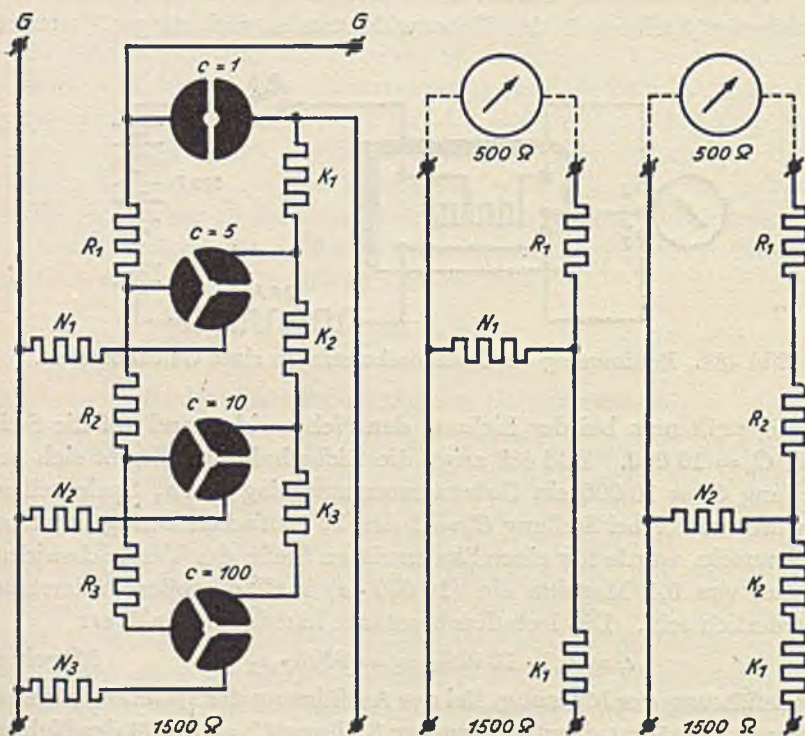 G G
c = 1
K₁
500 Ω 500 Ω
R₁ c = 5 R₁ R₁
N₁ K₂ N₁
R₂ c = 10 R₂
N₂ K₃ N₂
R₃ c = 100 K₂
N₃ K₁ K₁
1500 Ω 1500 Ω 1500 Ω